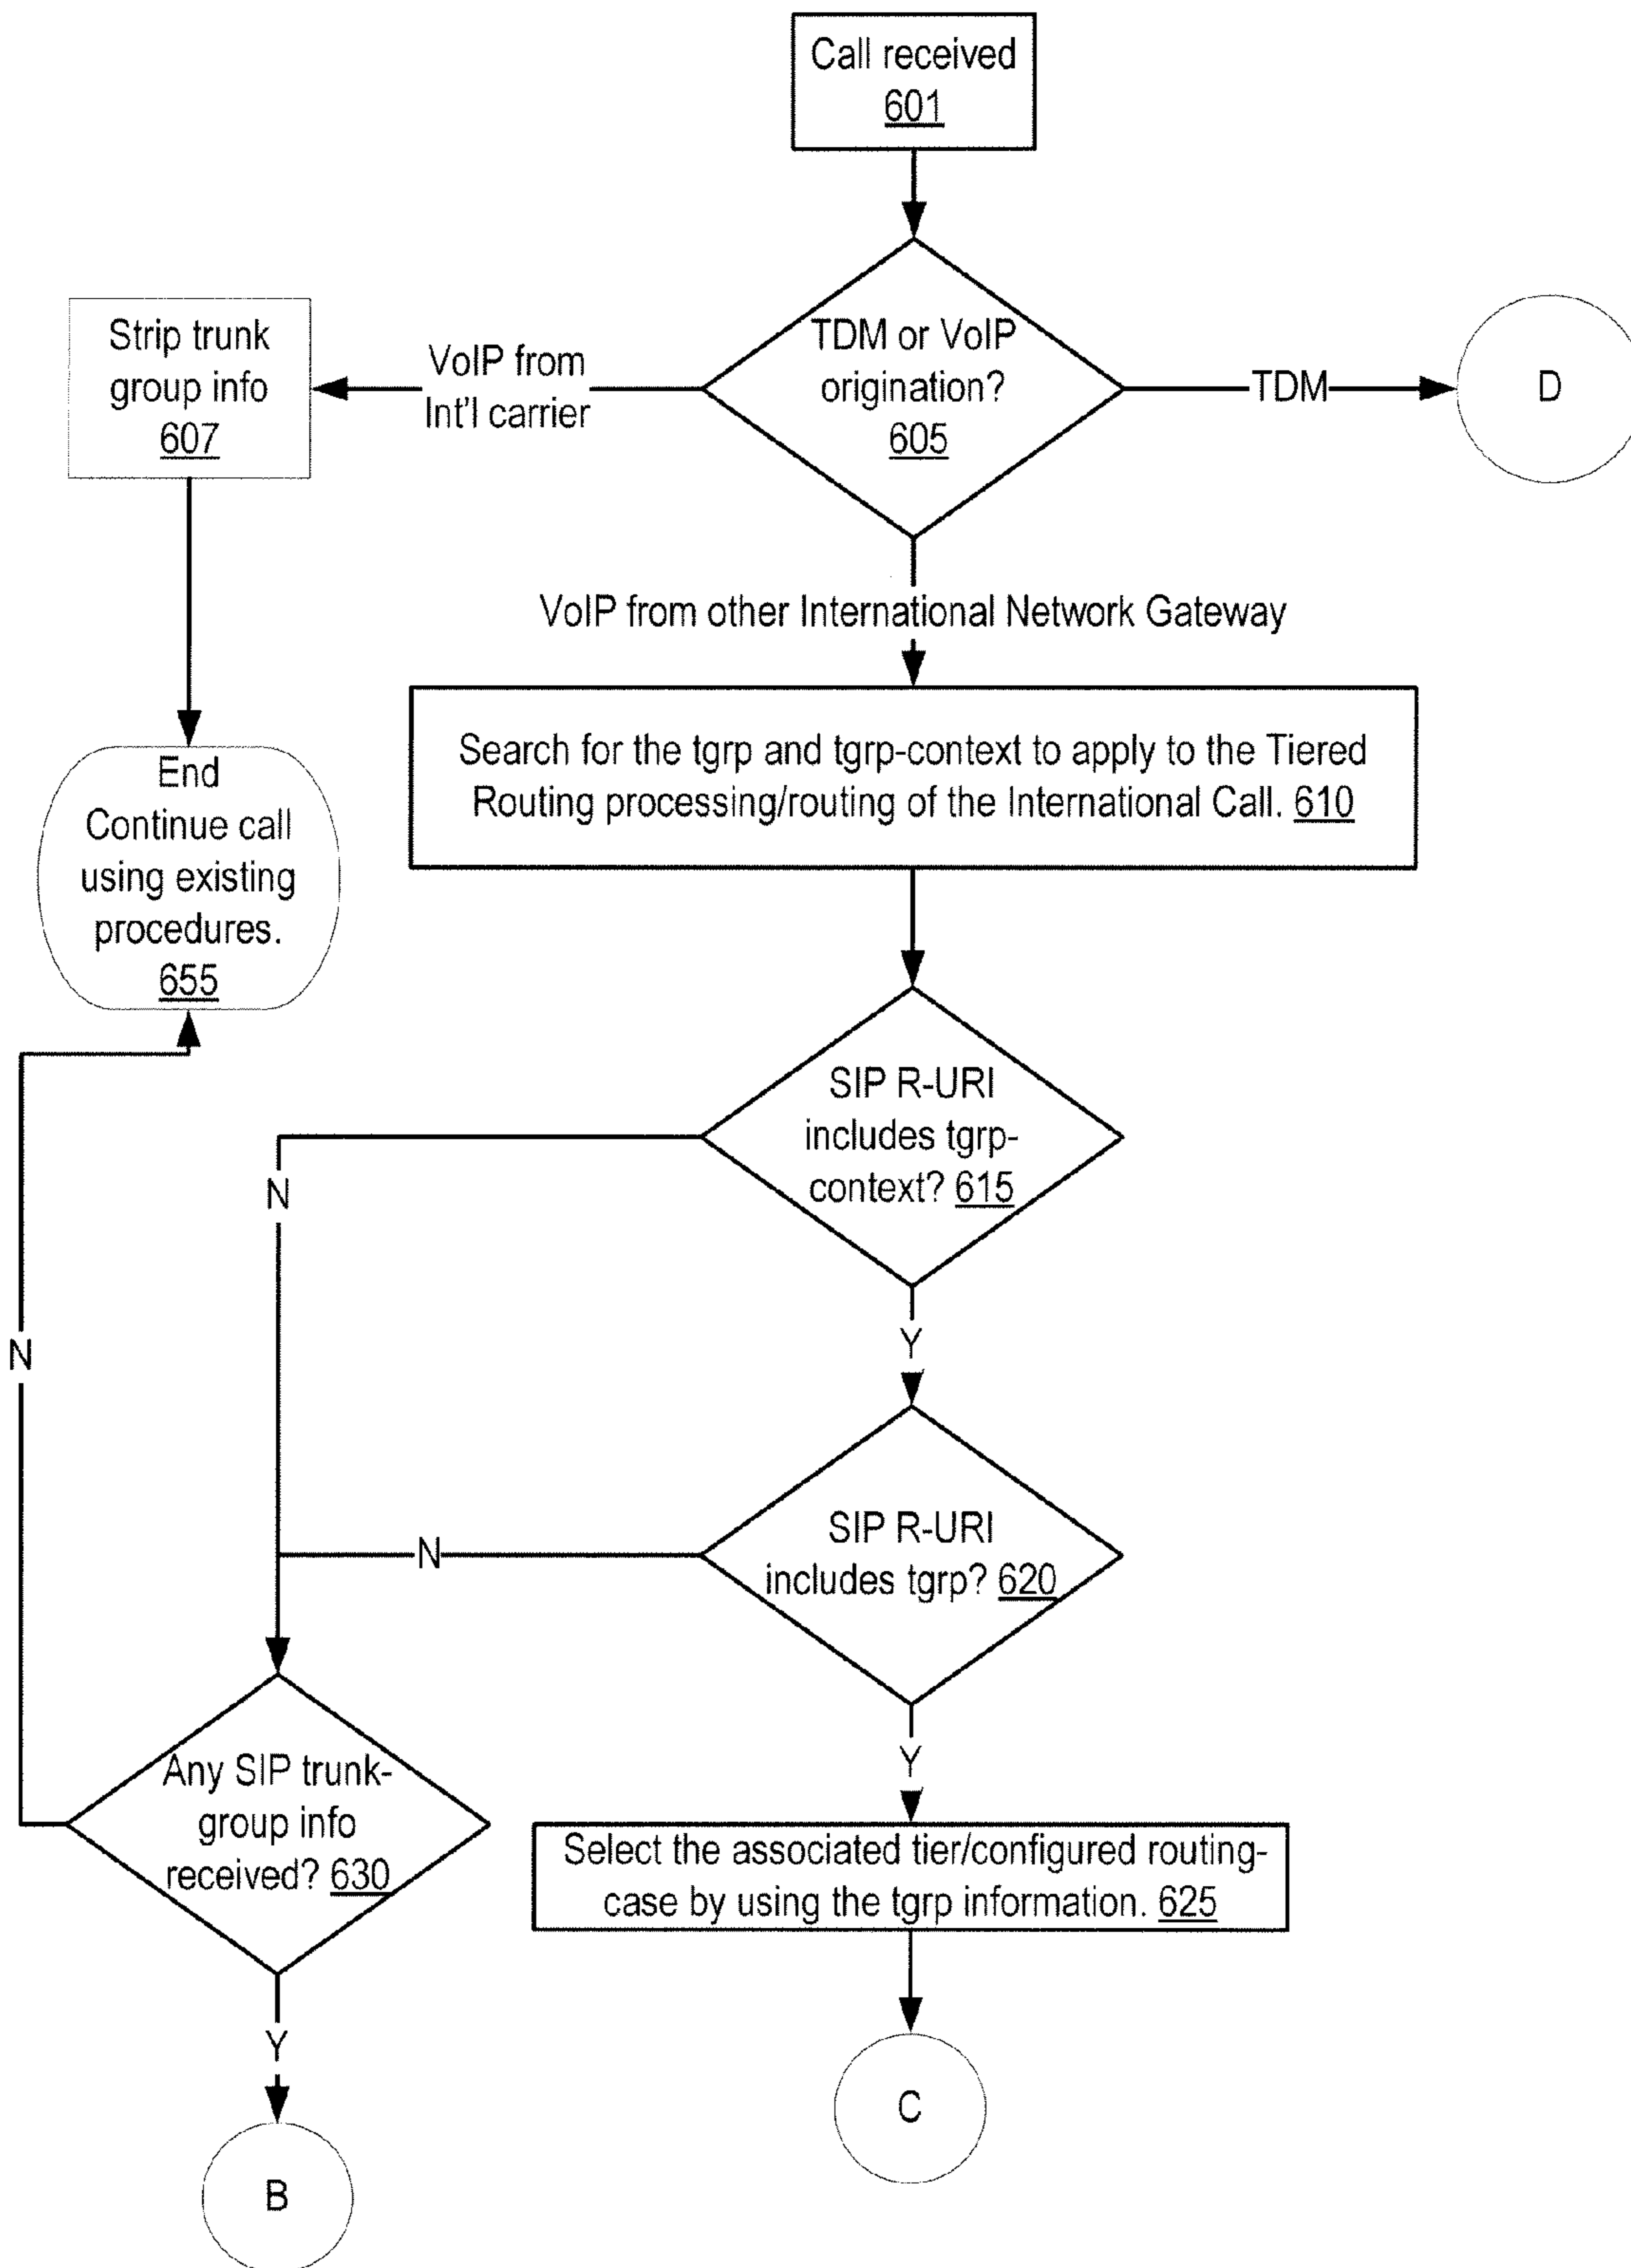 Call received
601
TDM or VoIP
origination?
605
VoIP from
Int'l carrier
TDM
D
Strip trunk
group info
607
VoIP from other International Network Gateway
Search for the tgrp and tgrp-context to apply to the Tiered
Routing processing/routing of the International Call. 610
End
Continue call
using existing
procedures.
655
SIP R-URI
includes tgrp-
context? 615
N
Y
N
SIP R-URI
includes tgrp? 620
N
Y
Any SIP trunk-
group info
received? 630
Select the associated tier/configured routing-
case by using the tgrp information. 625
Y
C
B